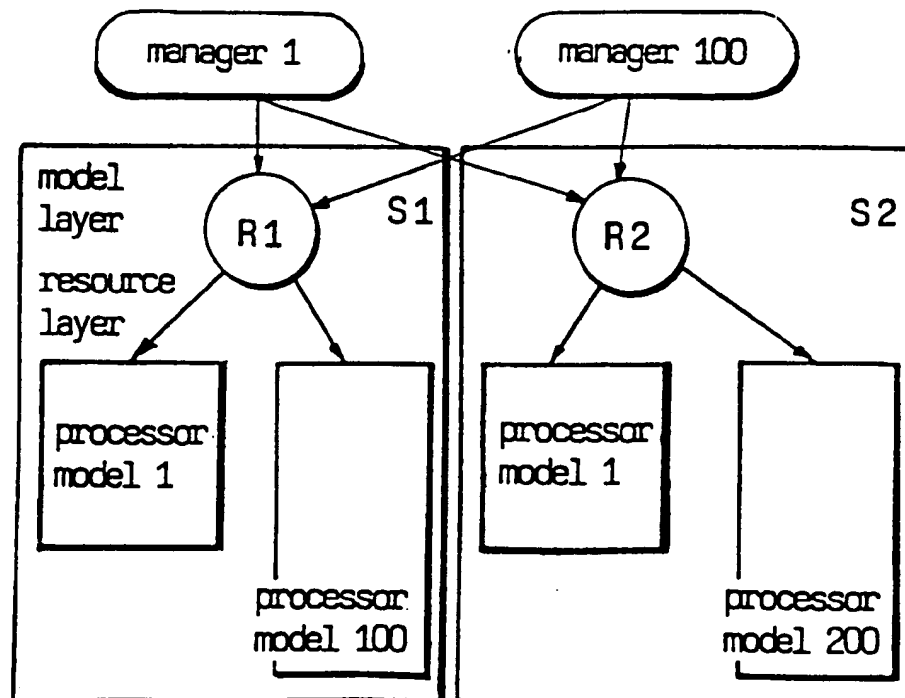 manager 1
manager 100
model
layer
S1
S2
R1
R2
resource
layer
processor
model 1
processor
model 100
processor
model 1
processor
model 200